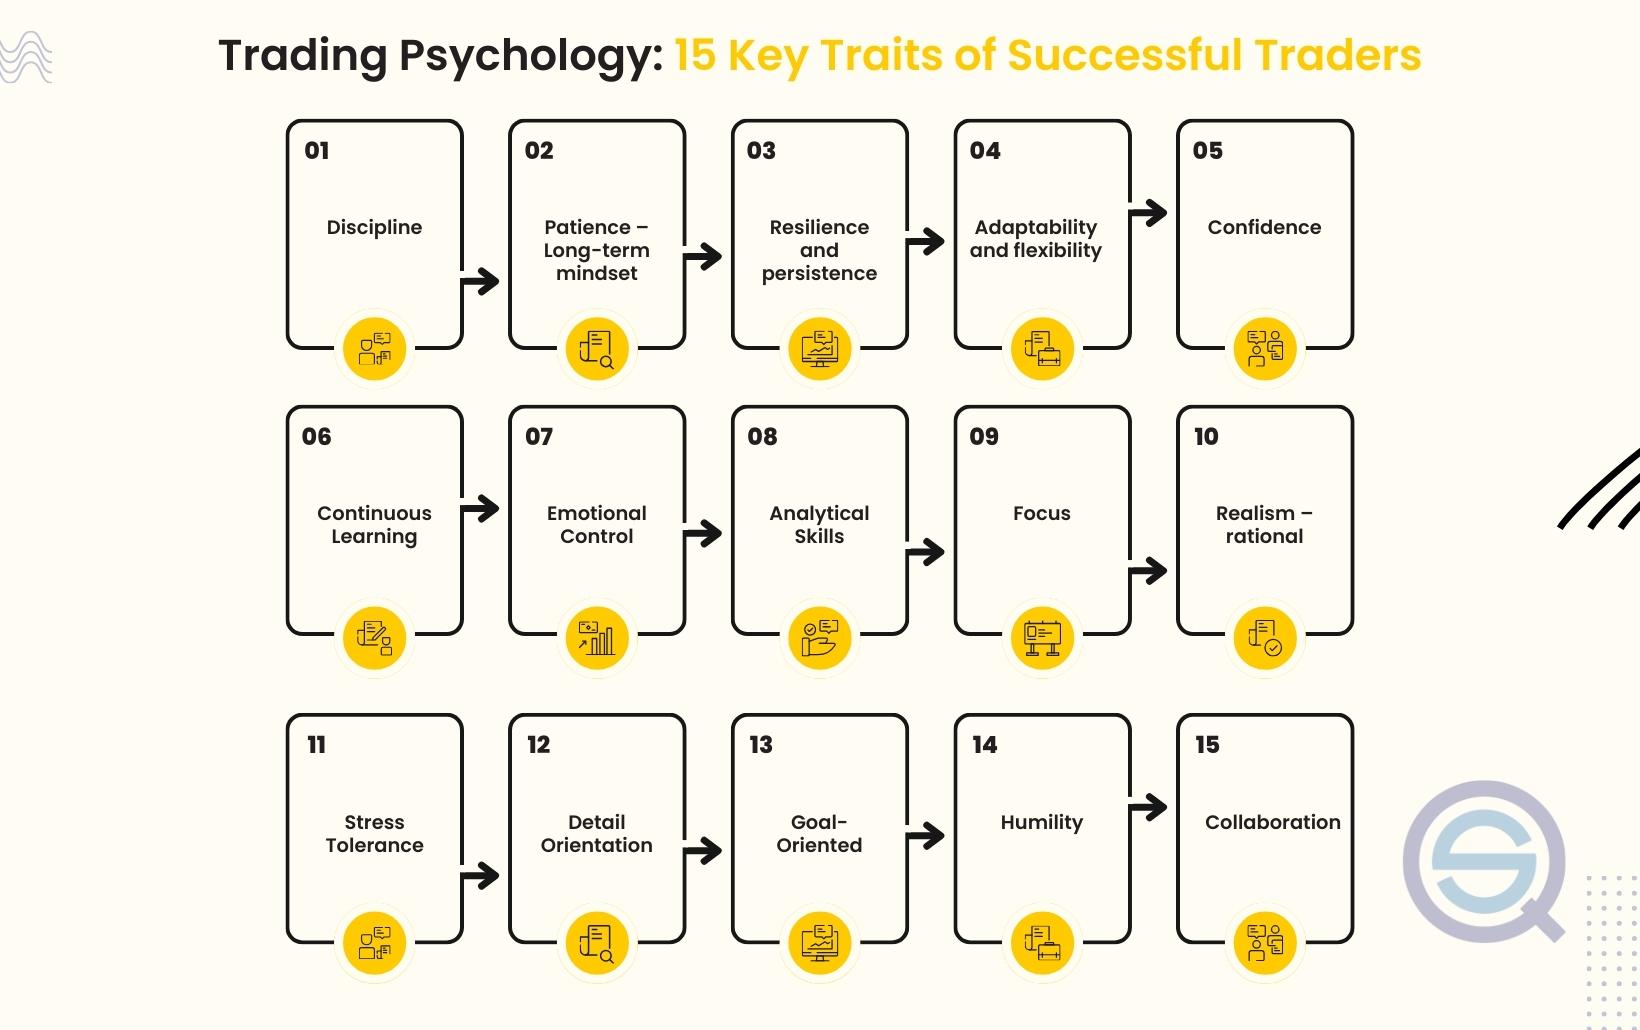 Trading Psychology: 15 Key Traits of Successful Traders
01
Discipline
02
Patience –
Long-term
mindset
03
Resilience
and
persistence
04
Adaptability
and flexibility
05
Confidence
06
Continuous
Learning
07
Emotional
Control
08
Analytical
Skills
09
Focus
10
Realism –
rational
11
Stress
Tolerance
12
Detail
Orientation
13
Goal-
Oriented
14
Humility
15
Collaboration